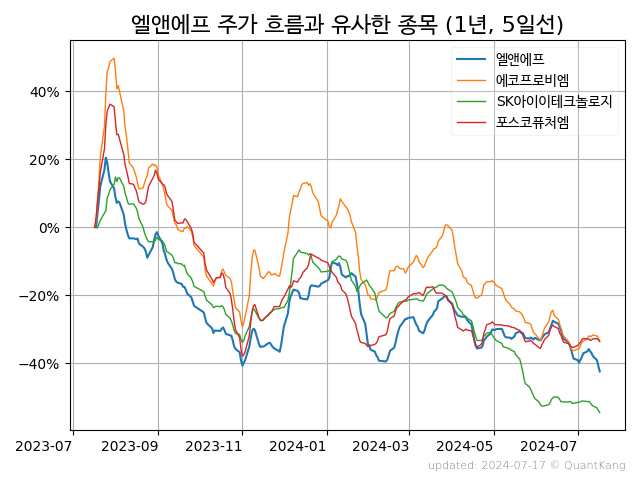 엘앤에프 주가 흐름과 유사한 종목 (1년, 5일선)
엘앤에프
에코프로비엠
SK아이이테크놀로지
포스코퓨처엠
40%
20%
0%
−20%
−40%
2023-07 2023-09 2023-11 2024-01 2024-03 2024-05 2024-07
updated: 2024-07-17 © QuantKang